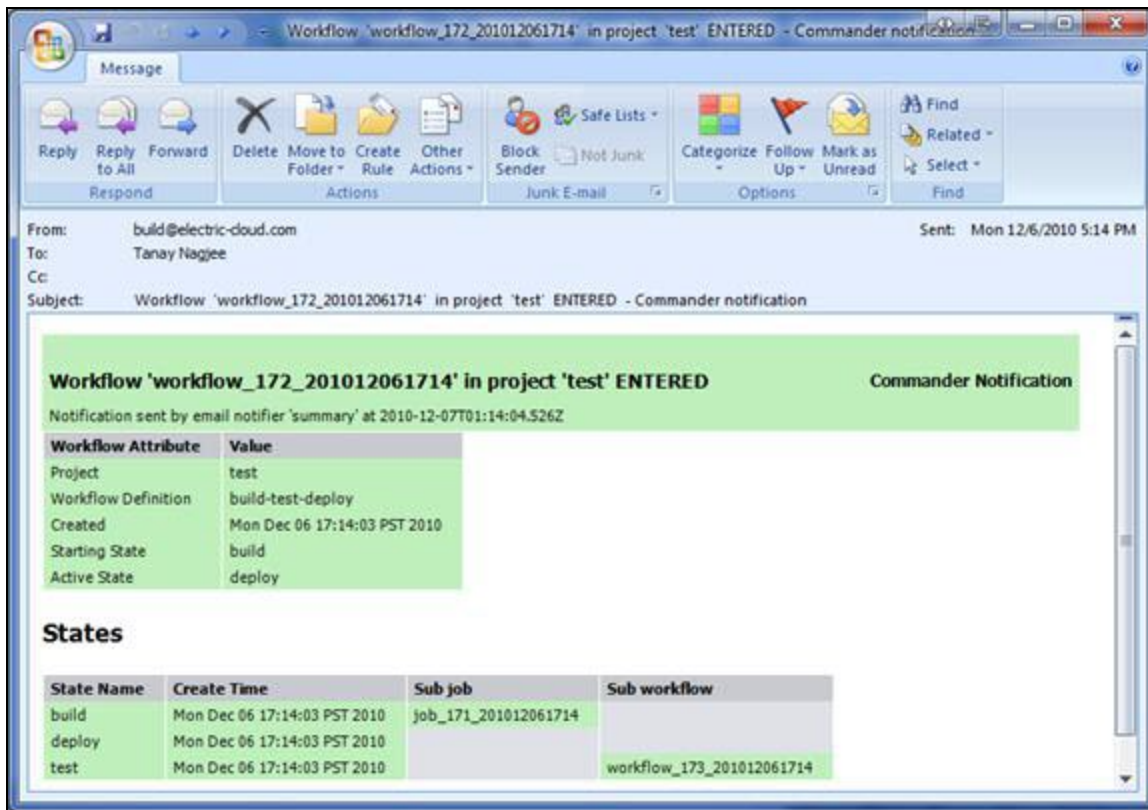 Workflow 'workflow_172_201012061714' in project 'test' ENTERED - Commander notification
Message
Reply
Reply to All
Forward
Delete
Move to Folder
Create Rule
Other Actions
Block Sender
Safe Lists
Not Junk
Categorize
Follow Up
Mark as Unread
Find
Related
Select
Respond
Actions
Junk E-mail
Options
Find
From: build@electric-cloud.com Sent: Mon 12/6/2010 5:14 PM
To: Tanay Nagjee
Cc:
Subject: Workflow 'workflow_172_201012061714' in project 'test' ENTERED - Commander notification
Workflow 'workflow_172_201012061714' in project 'test' ENTERED Commander Notification
Notification sent by email notifier 'summary' at 2010-12-07T01:14:04.526Z
Workflow Attribute Value
Project test
Workflow Definition build-test-deploy
Created Mon Dec 06 17:14:03 PST 2010
Starting State build
Active State deploy
States
State Name Create Time Sub job Sub workflow
build Mon Dec 06 17:14:03 PST 2010 job_171_201012061714
deploy Mon Dec 06 17:14:03 PST 2010
test Mon Dec 06 17:14:03 PST 2010 workflow_173_201012061714